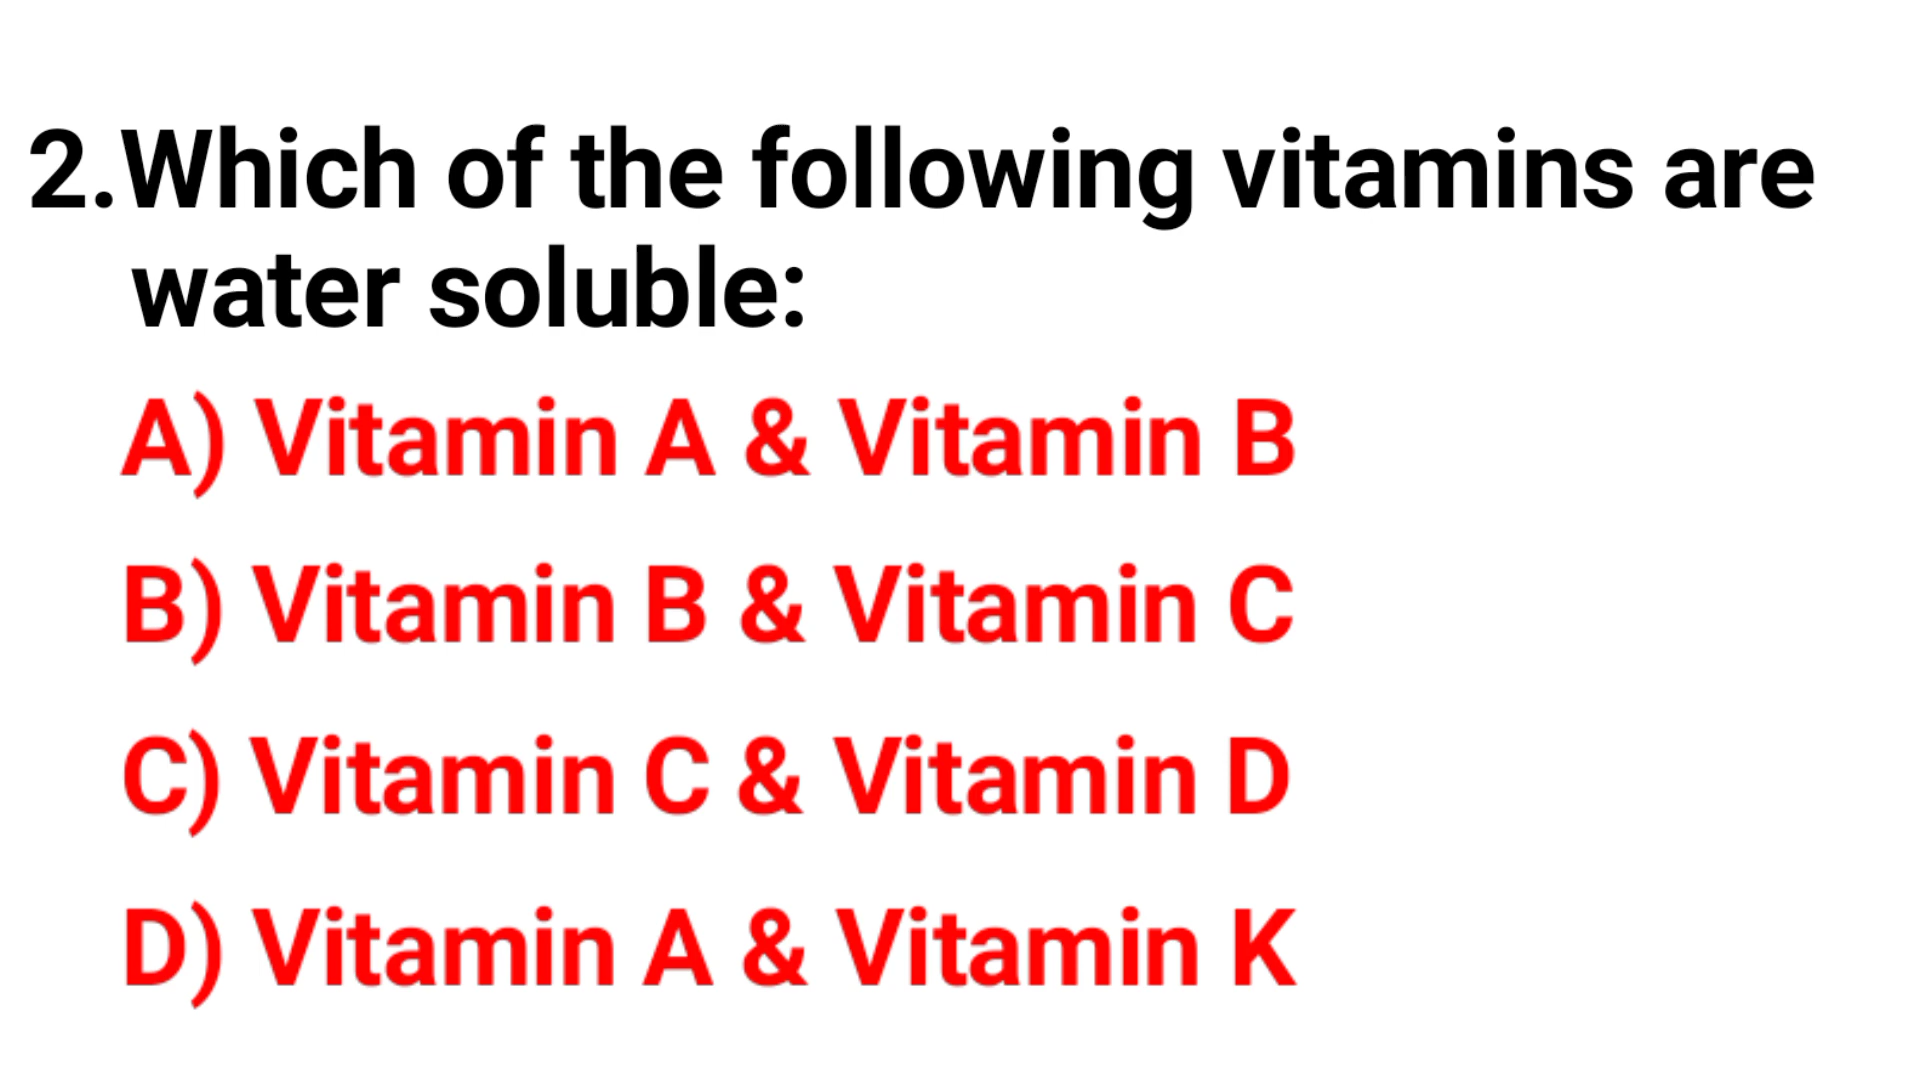 2.Which of the following vitamins are
water soluble:
A) Vitamin A & Vitamin B
B) Vitamin B & Vitamin C
C) Vitamin C & Vitamin D
D) Vitamin A & Vitamin K